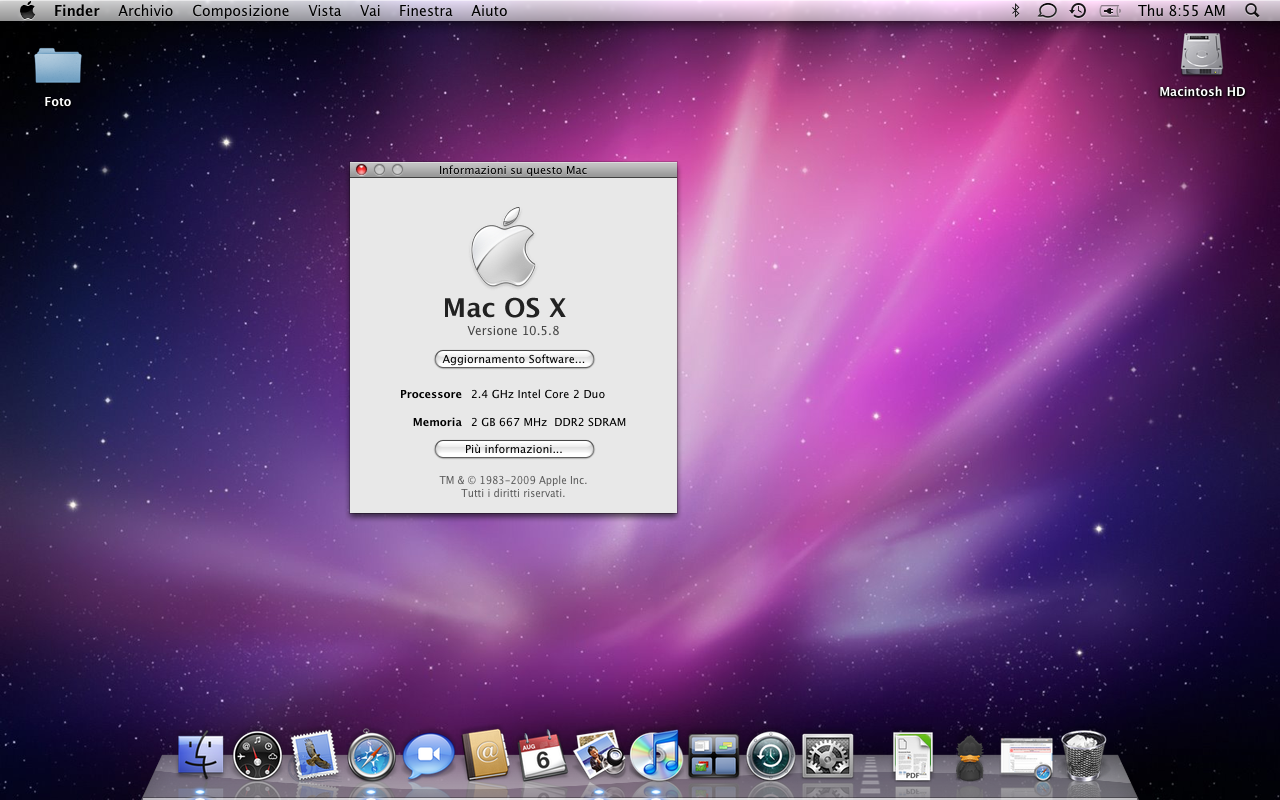 Finder Archivio Composizione Vista Vai Finestra Aiuto Thu 8:55 AM
Foto
Macintosh HD
Informazioni su questo Mac
Mac OS X
Versione 10.5.8
Aggiornamento Software...
Processore 2.4 GHz Intel Core 2 Duo
Memoria 2 GB 667 MHz DDR2 SDRAM
Più informazioni...
TM & © 1983-2009 Apple Inc.
Tutti i diritti riservati.
@
AUG
6
PDF